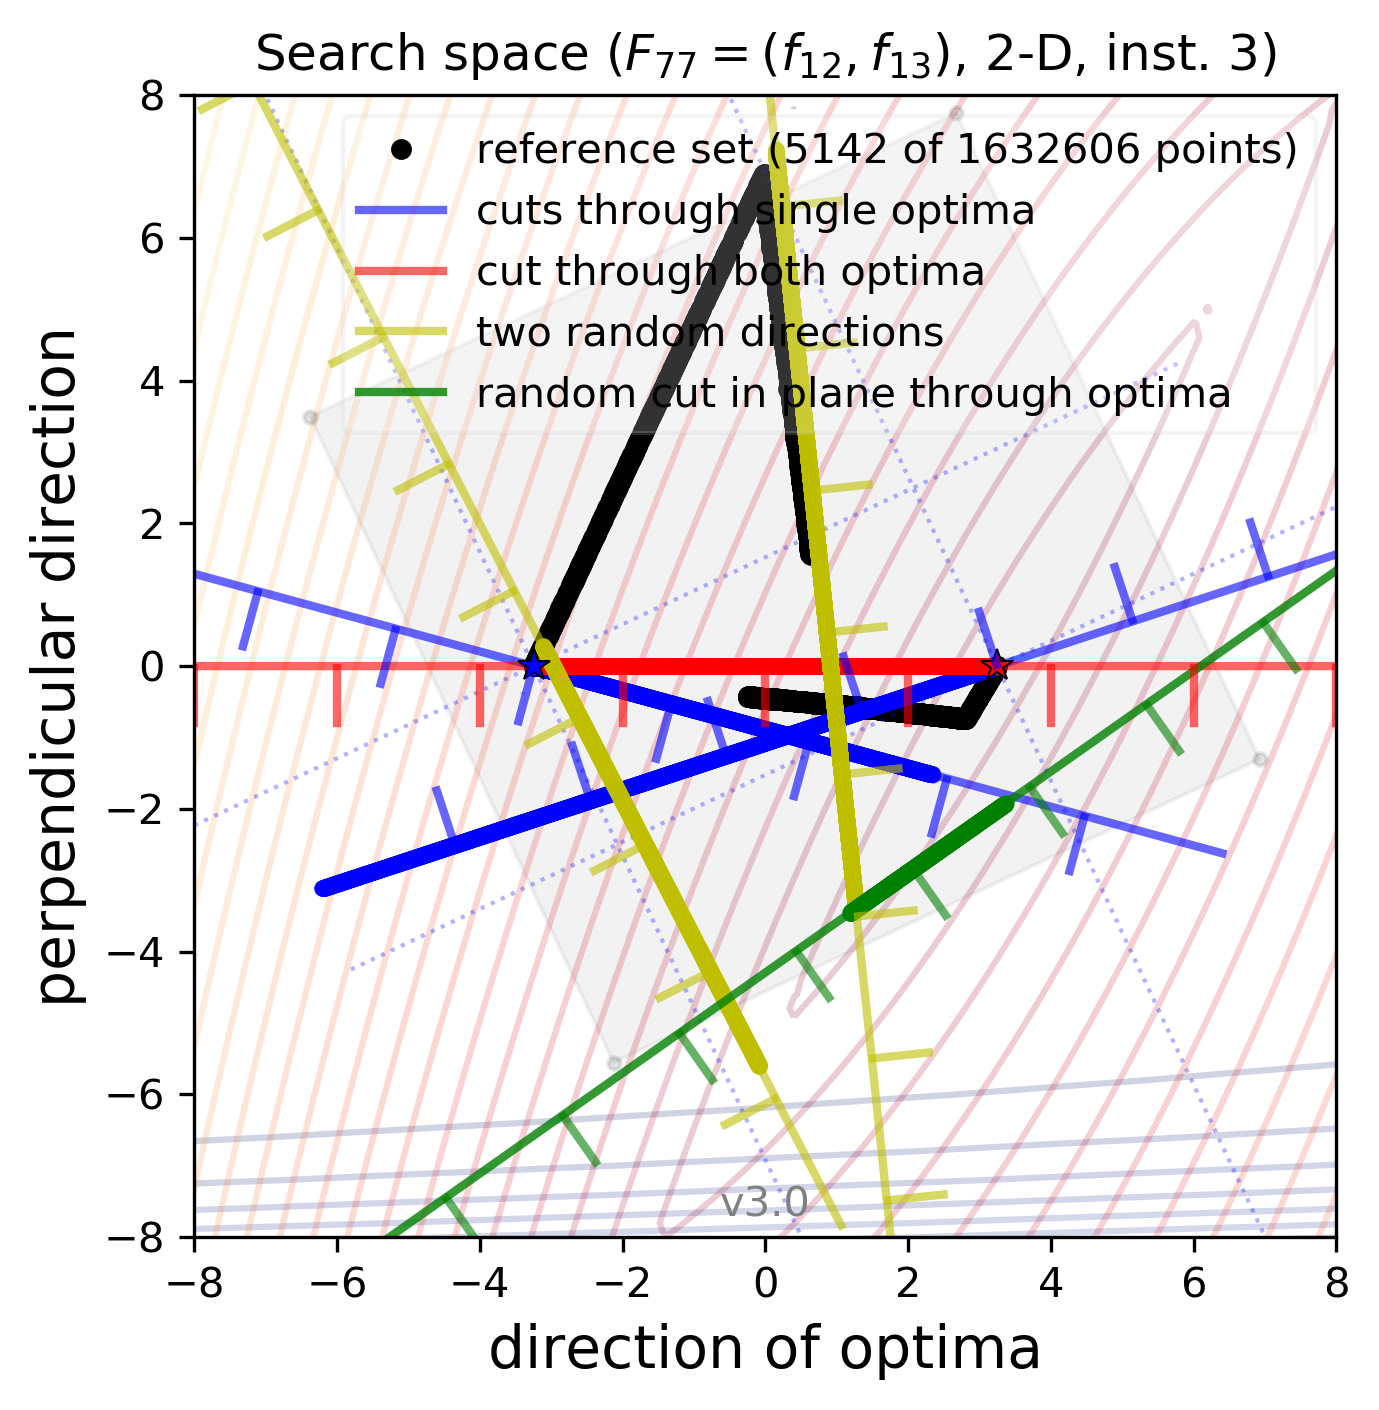 Search space (F77 = (f12, f13), 2-D, inst. 3)
reference set (5142 of 1632606 points)
cuts through single optima
cut through both optima
two random directions
random cut in plane through optima
8
6
4
2
0
−2
−4
−6
−8
perpendicular direction
v3.0
−8 −6 −4 −2 0 2 4 6 8
direction of optima